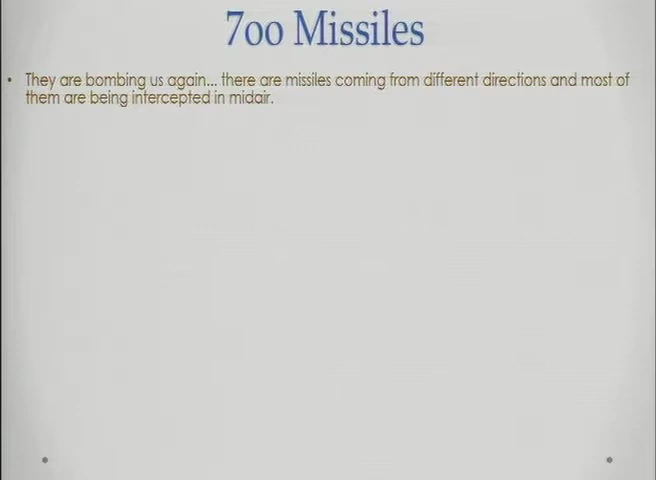 7oo Missiles
• They are bombing us again... there are missiles coming from different directions and most of
them are being intercepted in midair.